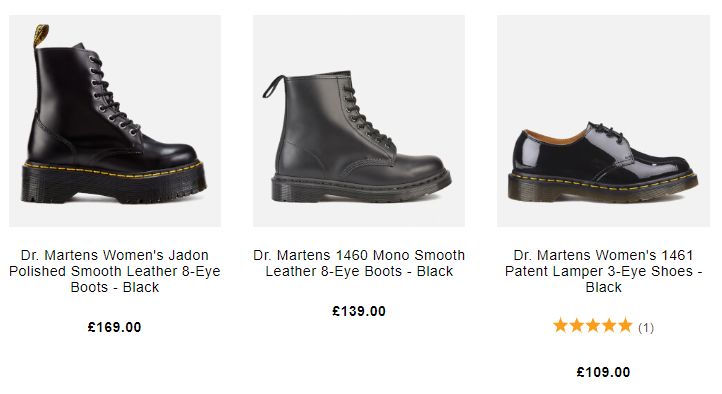 Dr. Martens Women's Jadon
Polished Smooth Leather 8-Eye
Boots - Black
£169.00
Dr. Martens 1460 Mono Smooth
Leather 8-Eye Boots - Black
£139.00
Dr. Martens Women's 1461
Patent Lamper 3-Eye Shoes -
Black
(1)
£109.00